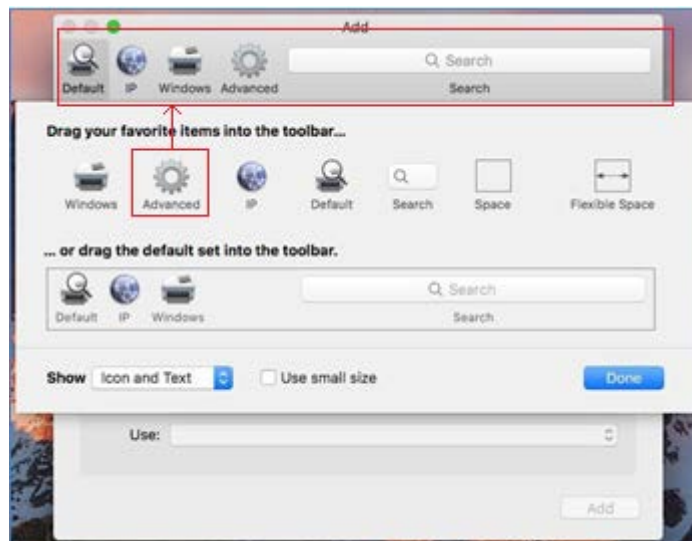 Add
Search
Default IP Windows Advanced Search
Drag your favorite items into the toolbar...
Windows Advanced IP Default Search Space Flexible Space
... or drag the default set into the toolbar.
Search
Default IP Windows Search
Show Icon and Text Use small size Done
Use:
Add